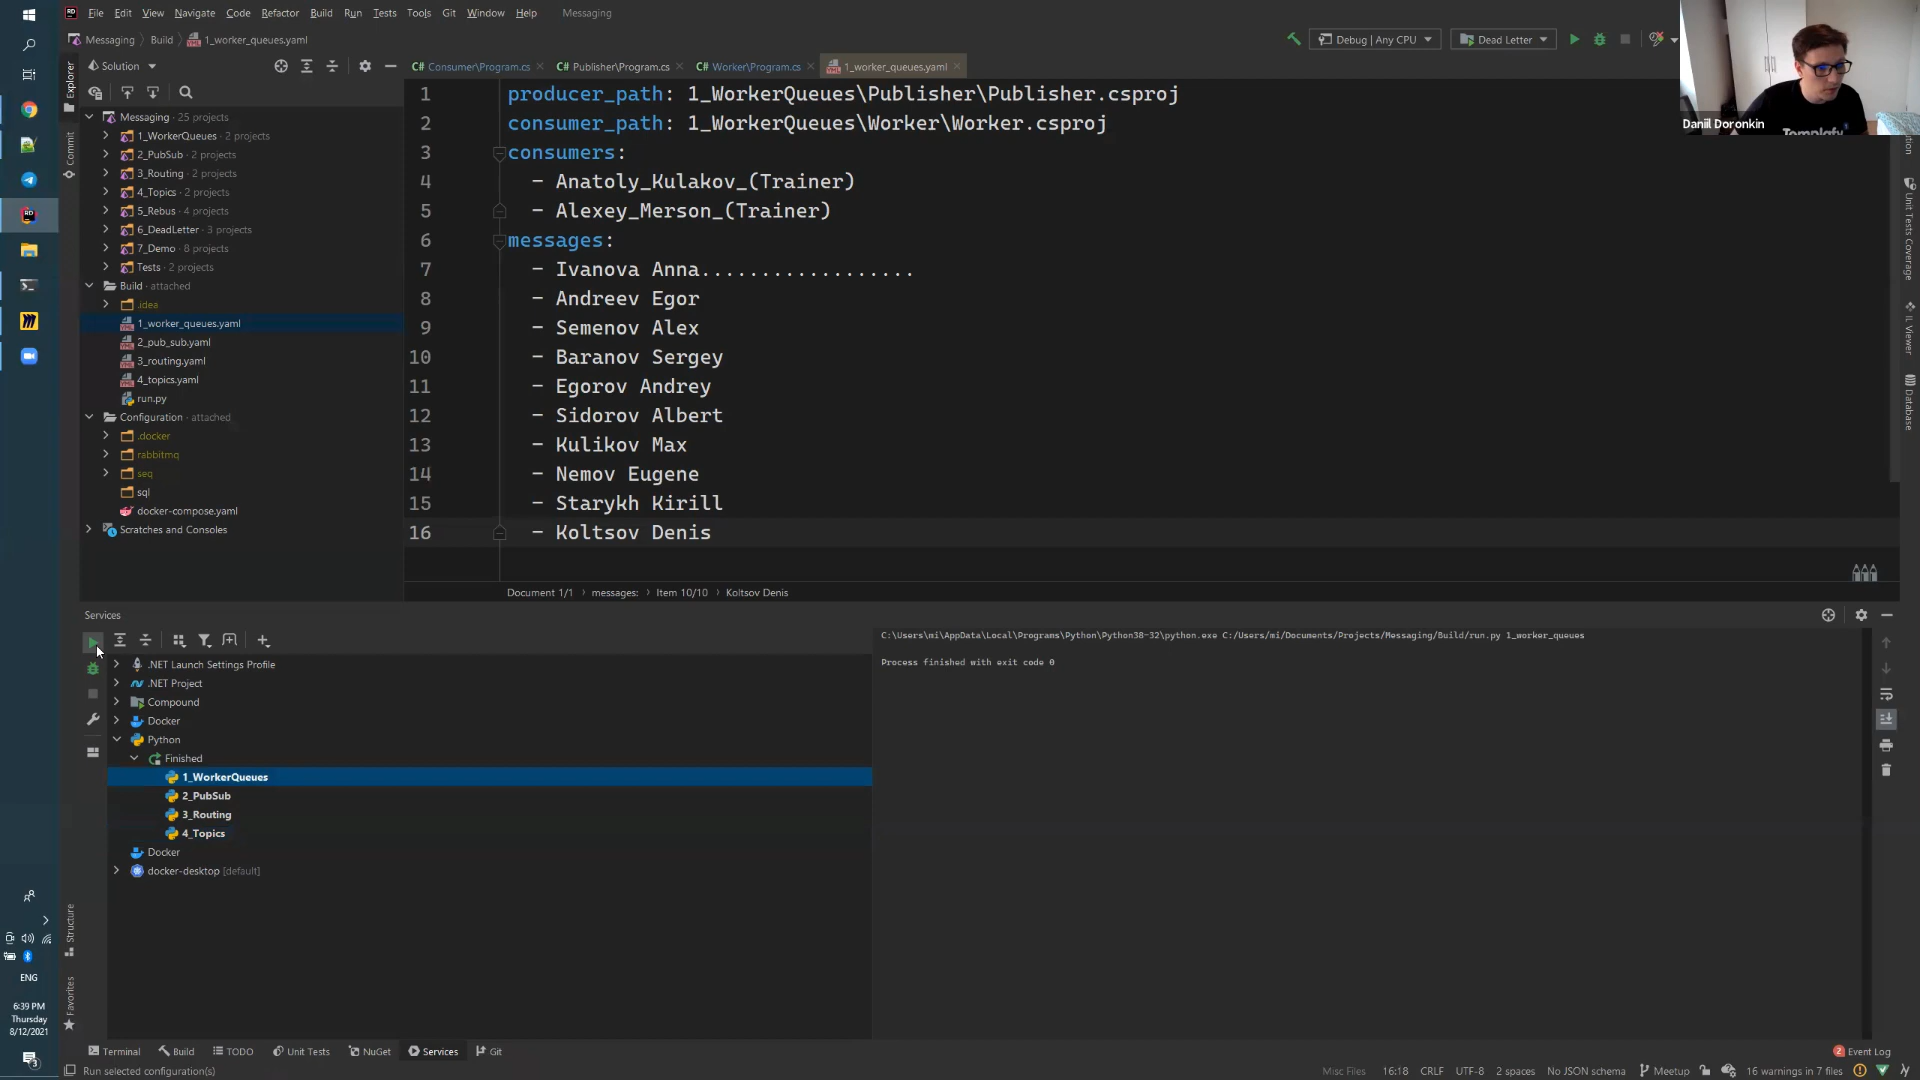 File Edit View Navigate Code Refactor Build Run Tests Tools Git Window Help Messaging
Messaging Build 1_worker_queues.yaml
Debug | Any CPU
Dead Letter
Daniil Doronkin
Explorer
Commit
Solution
Messaging · 25 projects
1_WorkerQueues · 2 projects
2_PubSub · 2 projects
3_Routing · 2 projects
4_Topics · 2 projects
5_Rebus · 4 projects
6_DeadLetter · 3 projects
7_Demo · 8 projects
Tests · 2 projects
Build · attached
.idea
1_worker_queues.yaml
2_pub_sub.yaml
3_routing.yaml
4_topics.yaml
run.py
Configuration · attached
.docker
rabbitmq
seq
sql
docker-compose.yaml
Scratches and Consoles
C# Consumer\Program.cs
C# Publisher\Program.cs
C# Worker\Program.cs
1_worker_queues.yaml
1 producer_path: 1_WorkerQueues\Publisher\Publisher.csproj
2 consumer_path: 1_WorkerQueues\Worker\Worker.csproj
3 consumers:
4 - Anatoly_Kulakov_(Trainer)
5 - Alexey_Merson_(Trainer)
6 messages:
7 - Ivanova Anna..................
8 - Andreev Egor
9 - Semenov Alex
10 - Baranov Sergey
11 - Egorov Andrey
12 - Sidorov Albert
13 - Kulikov Max
14 - Nemov Eugene
15 - Starykh Kirill
16 - Koltsov Denis
Document 1/1 messages: Item 10/10 Koltsov Denis
Unit Tests Coverage
IL Viewer
Database
Services
.NET Launch Settings Profile
.NET Project
Compound
Docker
Python
Finished
1_WorkerQueues
2_PubSub
3_Routing
4_Topics
Docker
docker-desktop [default]
C:\Users\mi\AppData\Local\Programs\Python\Python38-32\python.exe C:/Users/mi/Documents/Projects/Messaging/Build/run.py 1_worker_queues
Process finished with exit code 0
Structure
Favorites
ENG
6:39 PM
Thursday
8/12/2021
Terminal Build TODO Unit Tests NuGet Services Git
2 Event Log
Run selected configuration(s)
Misc Files 16:18 CRLF UTF-8 2 spaces No JSON schema Meetup 16 warnings in 7 files